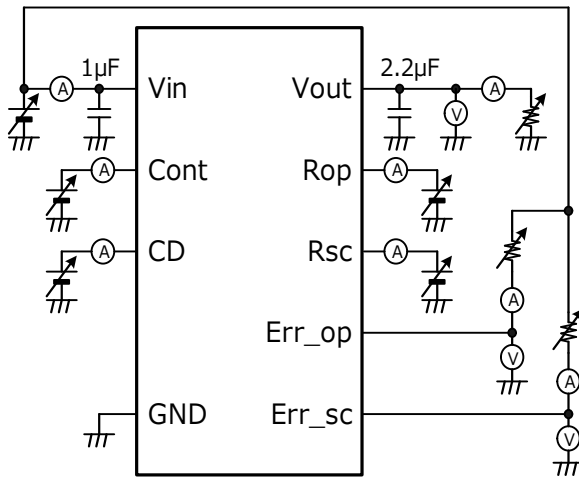 1μF
2.2μF
A
Vin
Vout
A
V
A
Cont
Rop
A
A
CD
Rsc
A
A
A
Err_op
V
A
GND
Err_sc
V